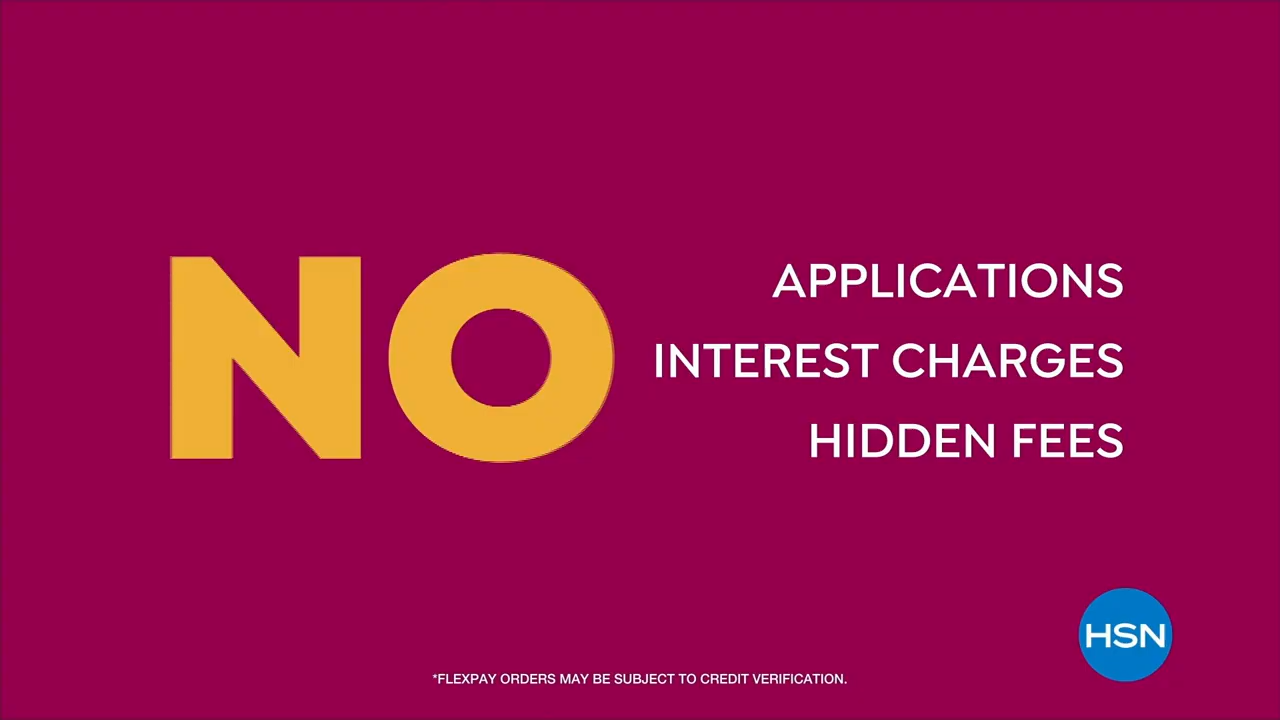 NO
APPLICATIONS
INTEREST CHARGES
HIDDEN FEES
HSN
*FLEXPAY ORDERS MAY BE SUBJECT TO CREDIT VERIFICATION.